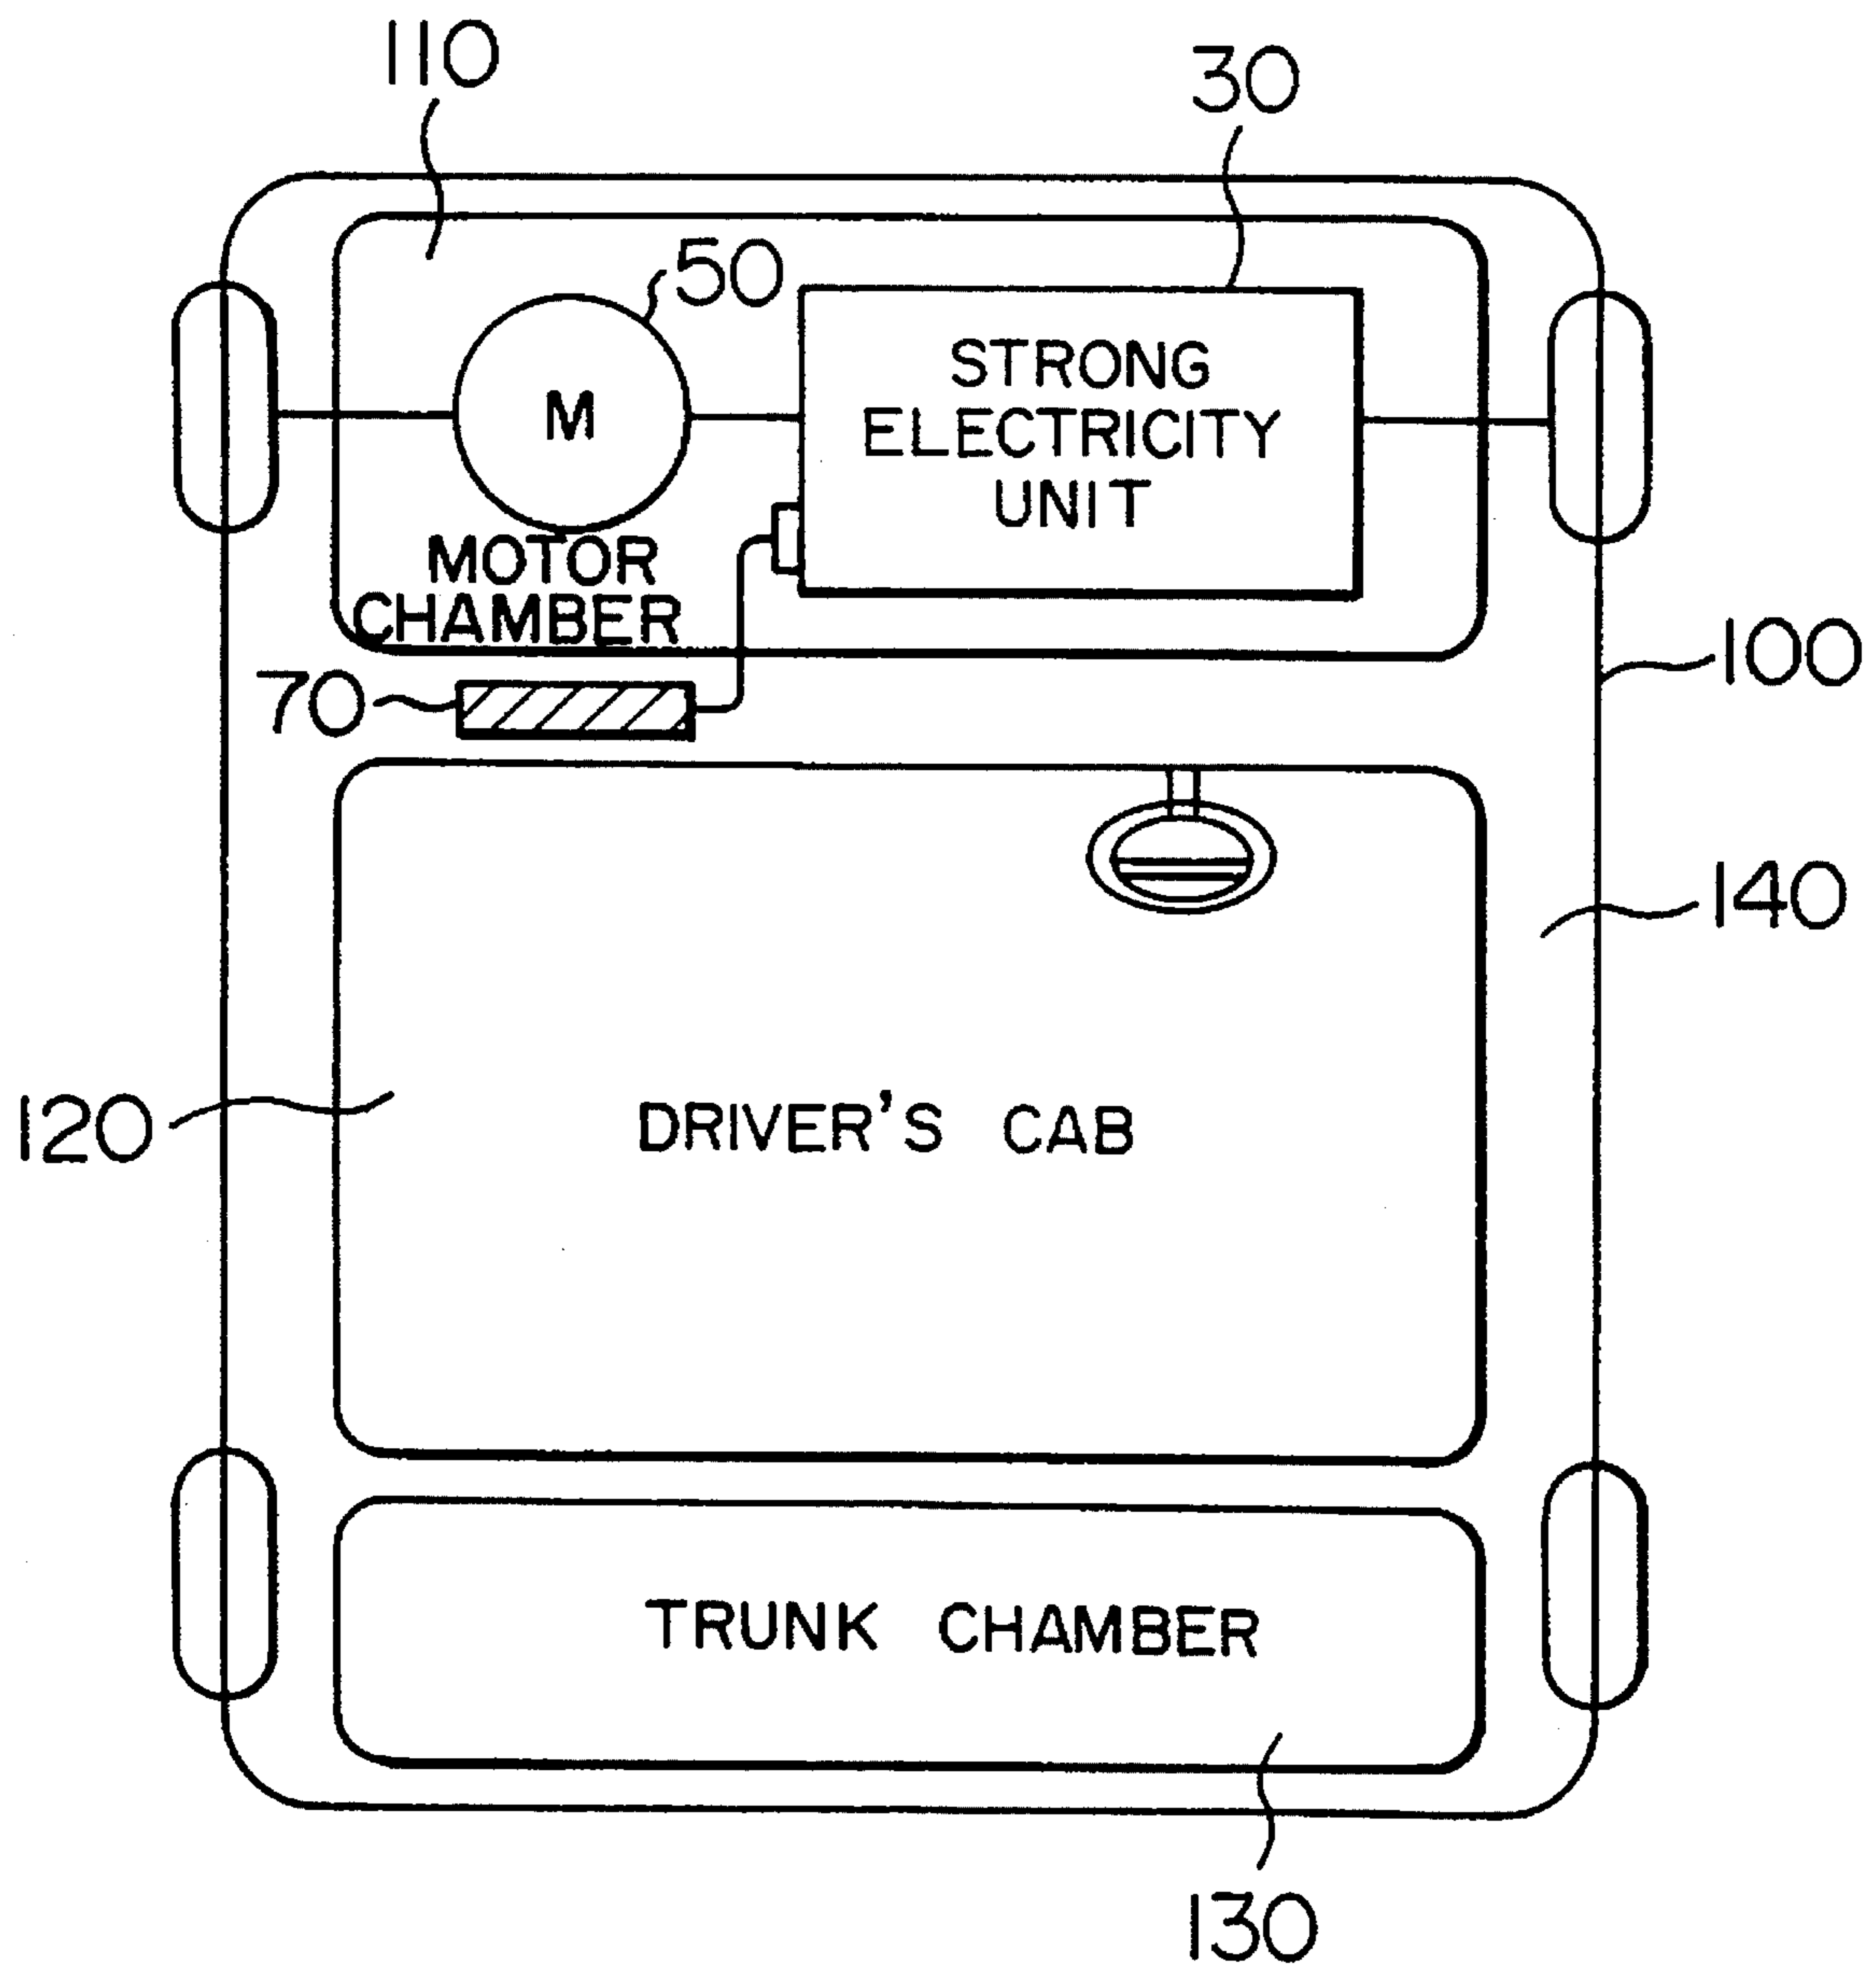 110
30
50
STRONG
ELECTRICITY
UNIT
M
MOTOR
CHAMBER
100
70
140
120
DRIVER'S CAB
TRUNK CHAMBER
130